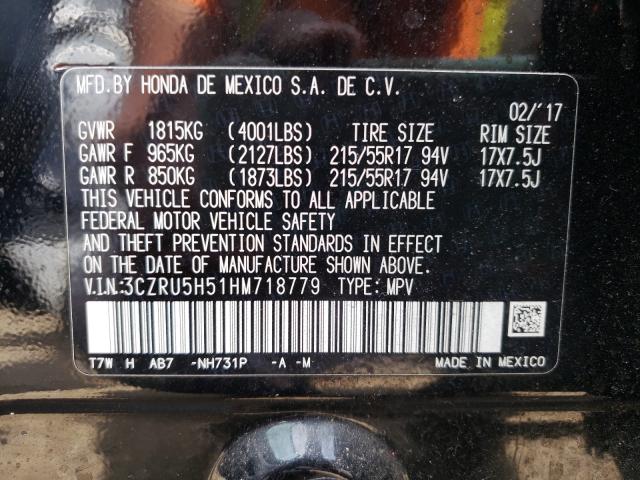 MFD.BY HONDA DE MEXICO S.A. DE C.V.
02/'17
GVWR 1815KG (4001LBS) TIRE SIZE RIM SIZE
GAWR F 965KG (2127LBS) 215/55R17 94V 17X7.5J
GAWR R 850KG (1873LBS) 215/55R17 94V 17X7.5J
THIS VEHICLE CONFORMS TO ALL APPLICABLE
FEDERAL MOTOR VEHICLE SAFETY
AND THEFT PREVENTION STANDARDS IN EFFECT
ON THE DATE OF MANUFACTURE SHOWN ABOVE.
V.I.N.:3CZRU5H51HM718779 TYPE: MPV
T7W H AB7 -NH731P -A -M- MADE IN MEXICO